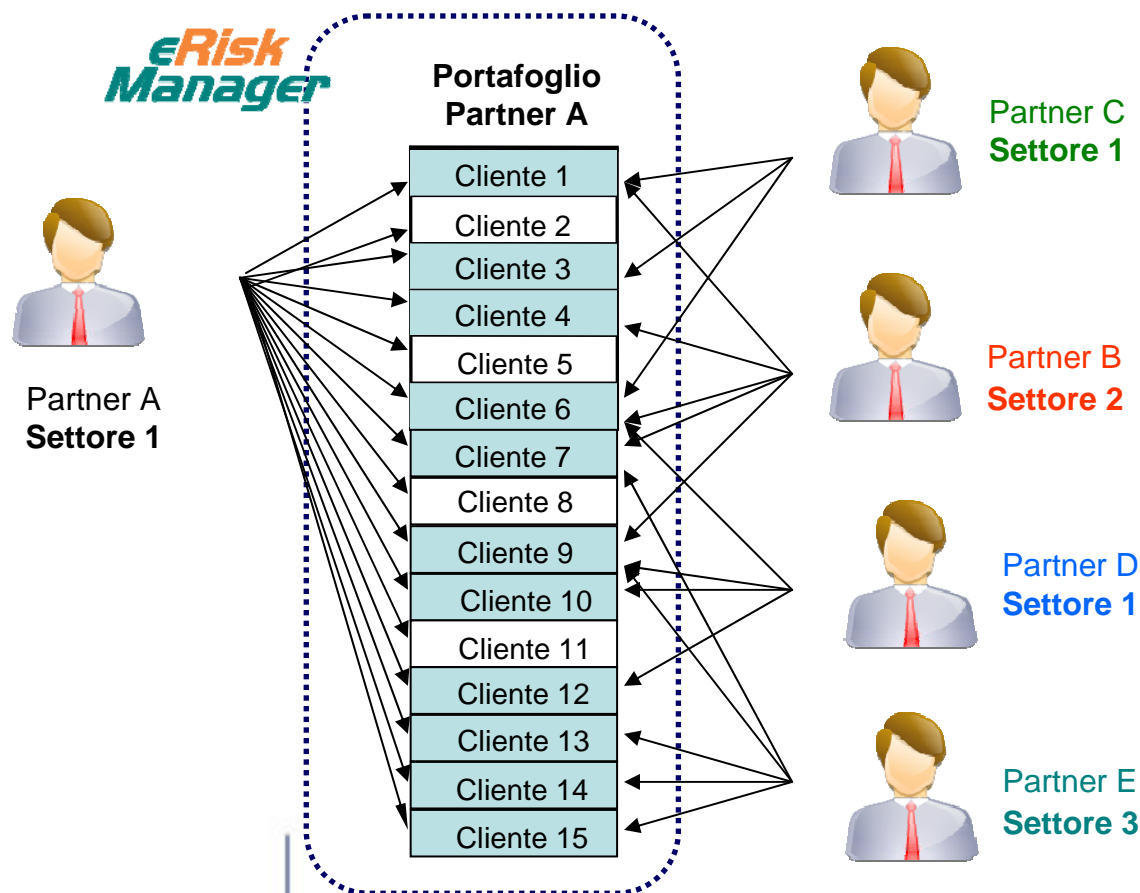 eRisk
Manager
Portafoglio
Partner A
Cliente 1
Cliente 2
Cliente 3
Cliente 4
Cliente 5
Cliente 6
Cliente 7
Cliente 8
Cliente 9
Cliente 10
Cliente 11
Cliente 12
Cliente 13
Cliente 14
Cliente 15
Partner A
Settore 1
Partner C
Settore 1
Partner B
Settore 2
Partner D
Settore 1
Partner E
Settore 3